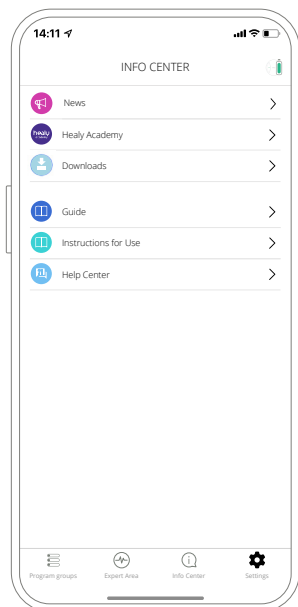 14:11
INFO CENTER
News
healy
Healy Academy
Downloads
Guide
Instructions for Use
Help Center
Program groups Expert Area Info Center Settings